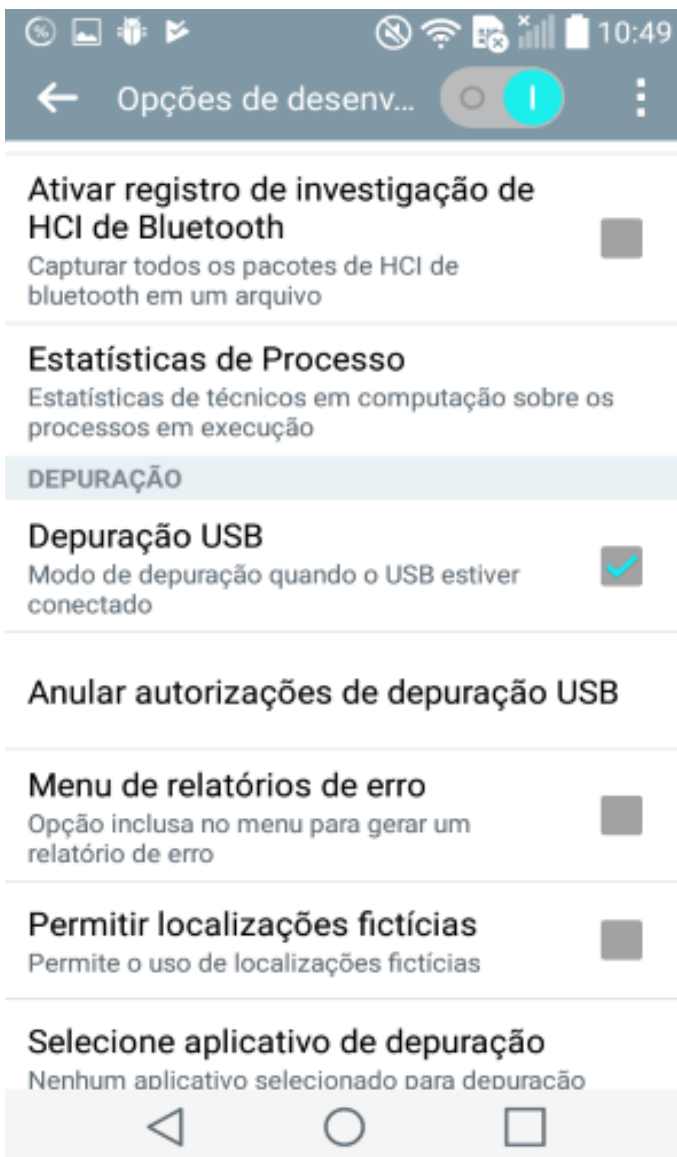 10:49
Opções de desenv...
Ativar registro de investigação de
HCI de Bluetooth
Capturar todos os pacotes de HCI de
bluetooth em um arquivo
Estatísticas de Processo
Estatísticas de técnicos em computação sobre os
processos em execução
DEPURAÇÃO
Depuração USB
Modo de depuração quando o USB estiver
conectado
Anular autorizações de depuração USB
Menu de relatórios de erro
Opção inclusa no menu para gerar um
relatório de erro
Permitir localizações fictícias
Permite o uso de localizações fictícias
Selecione aplicativo de depuração
Nenhum aplicativo selecionado para depuração